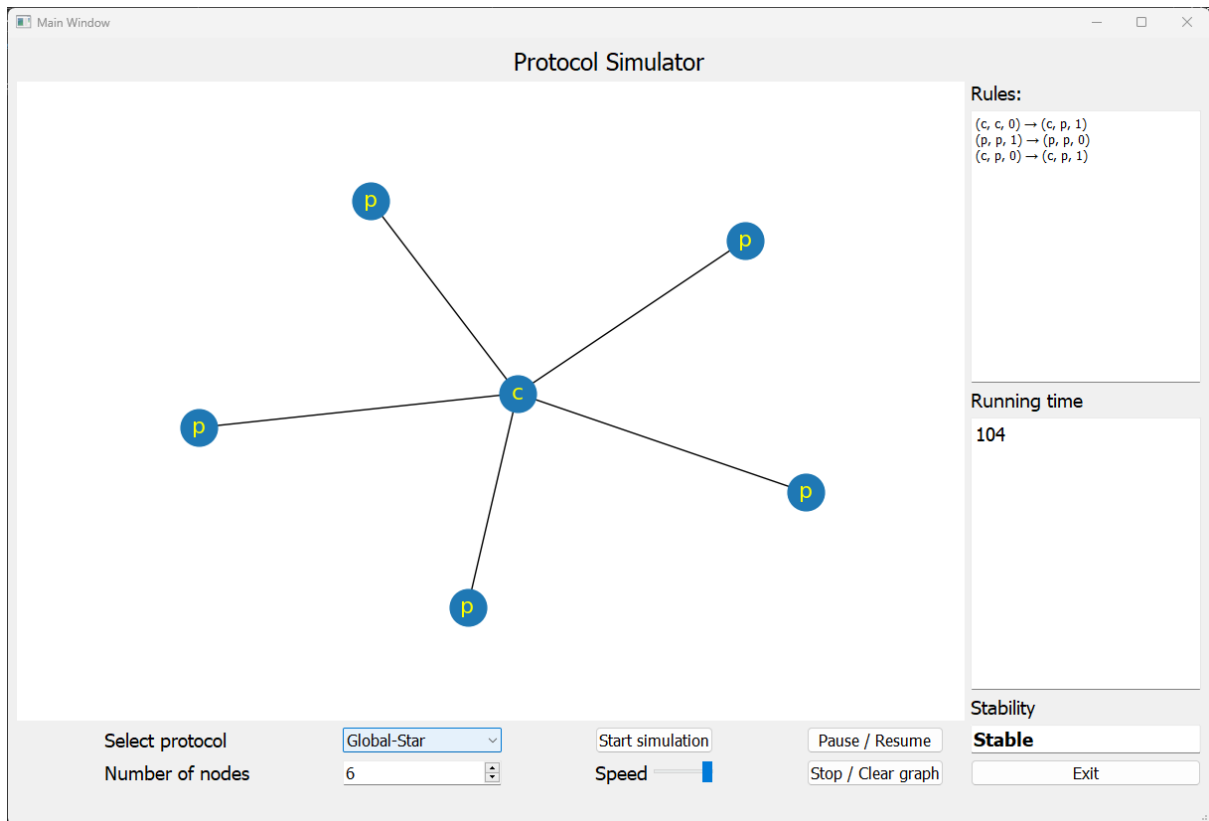 Main Window
Protocol Simulator
p
p
c
p
p
p
Rules:
(c, c, 0) → (c, p, 1)
(p, p, 1) → (p, p, 0)
(c, p, 0) → (c, p, 1)
Running time
104
Stability
Stable
Select protocol
Global-Star
Start simulation
Pause / Resume
Number of nodes
6
Speed
Stop / Clear graph
Exit